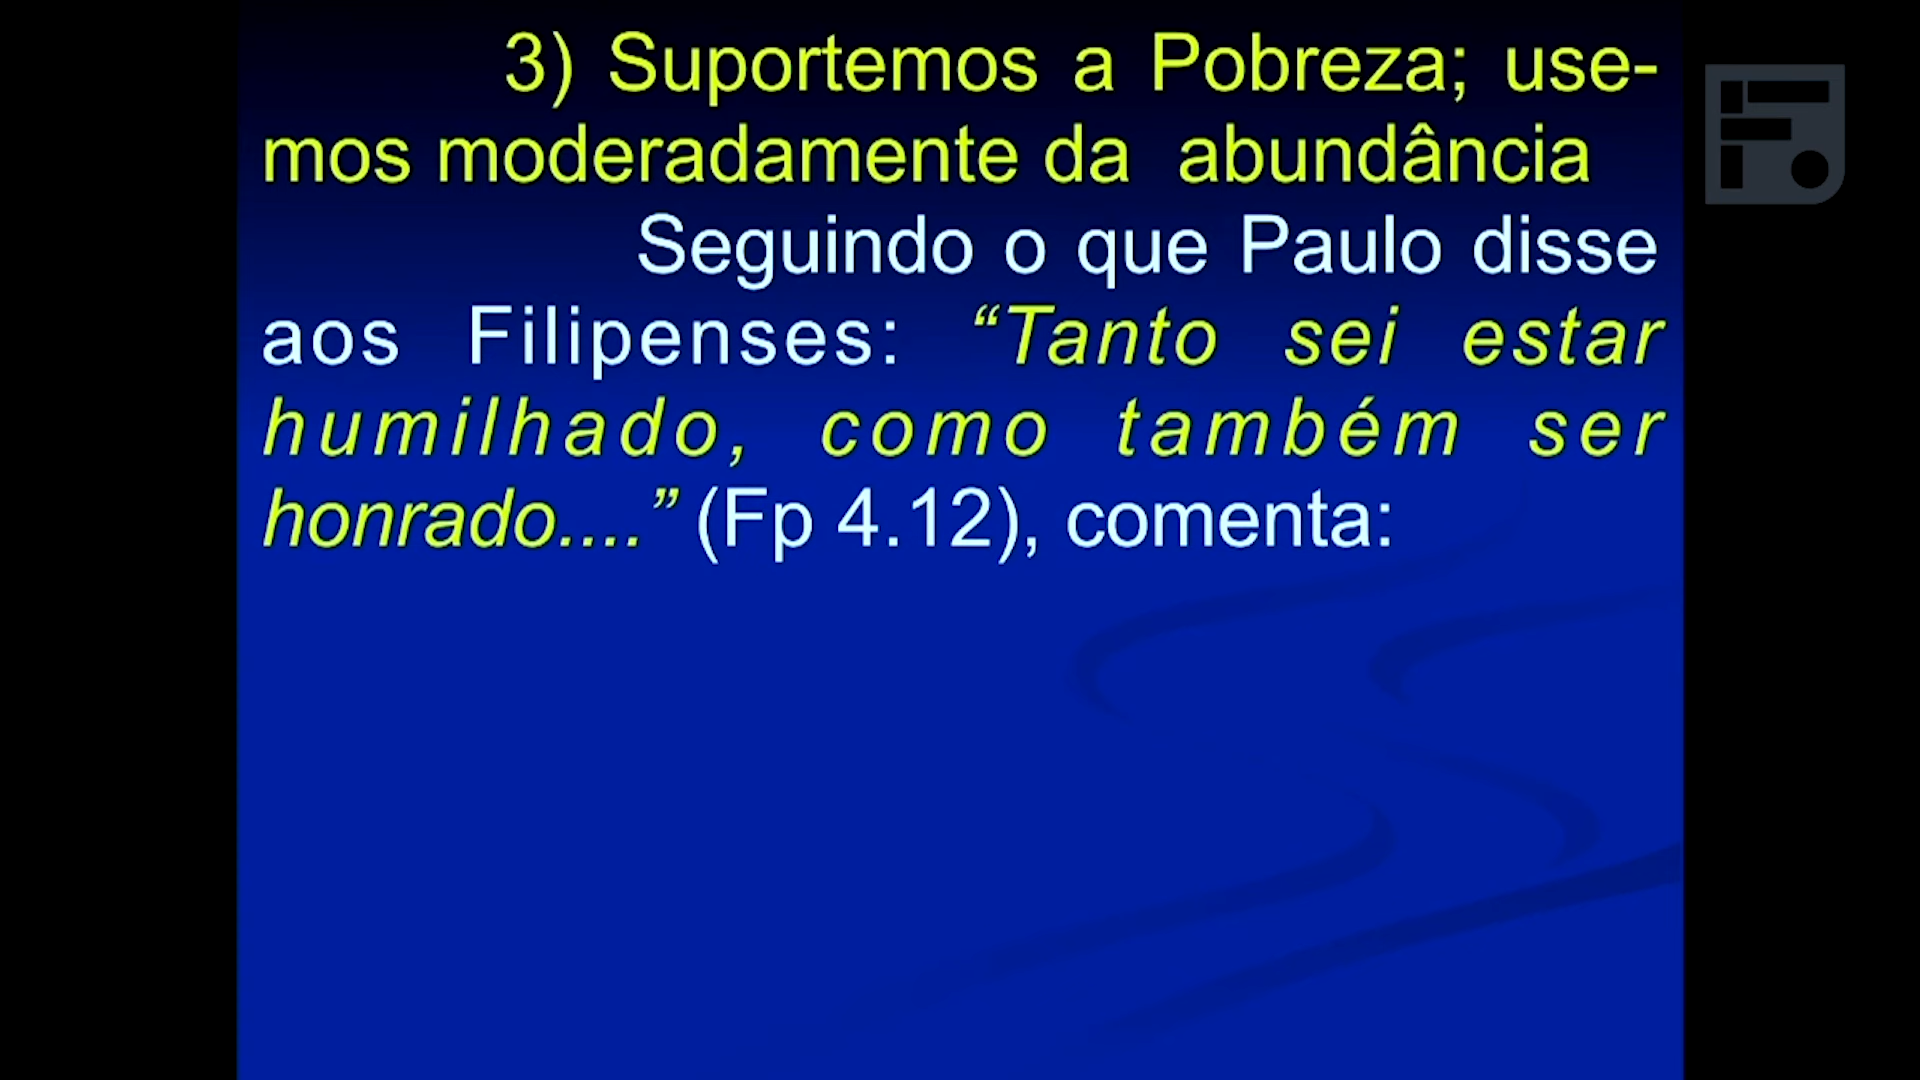 3) Suportemos a Pobreza; use-
mos moderadamente da abundância
Seguindo o que Paulo disse
aos Filipenses: “Tanto sei estar
humilhado, como também ser
honrado....” (Fp 4.12), comenta: